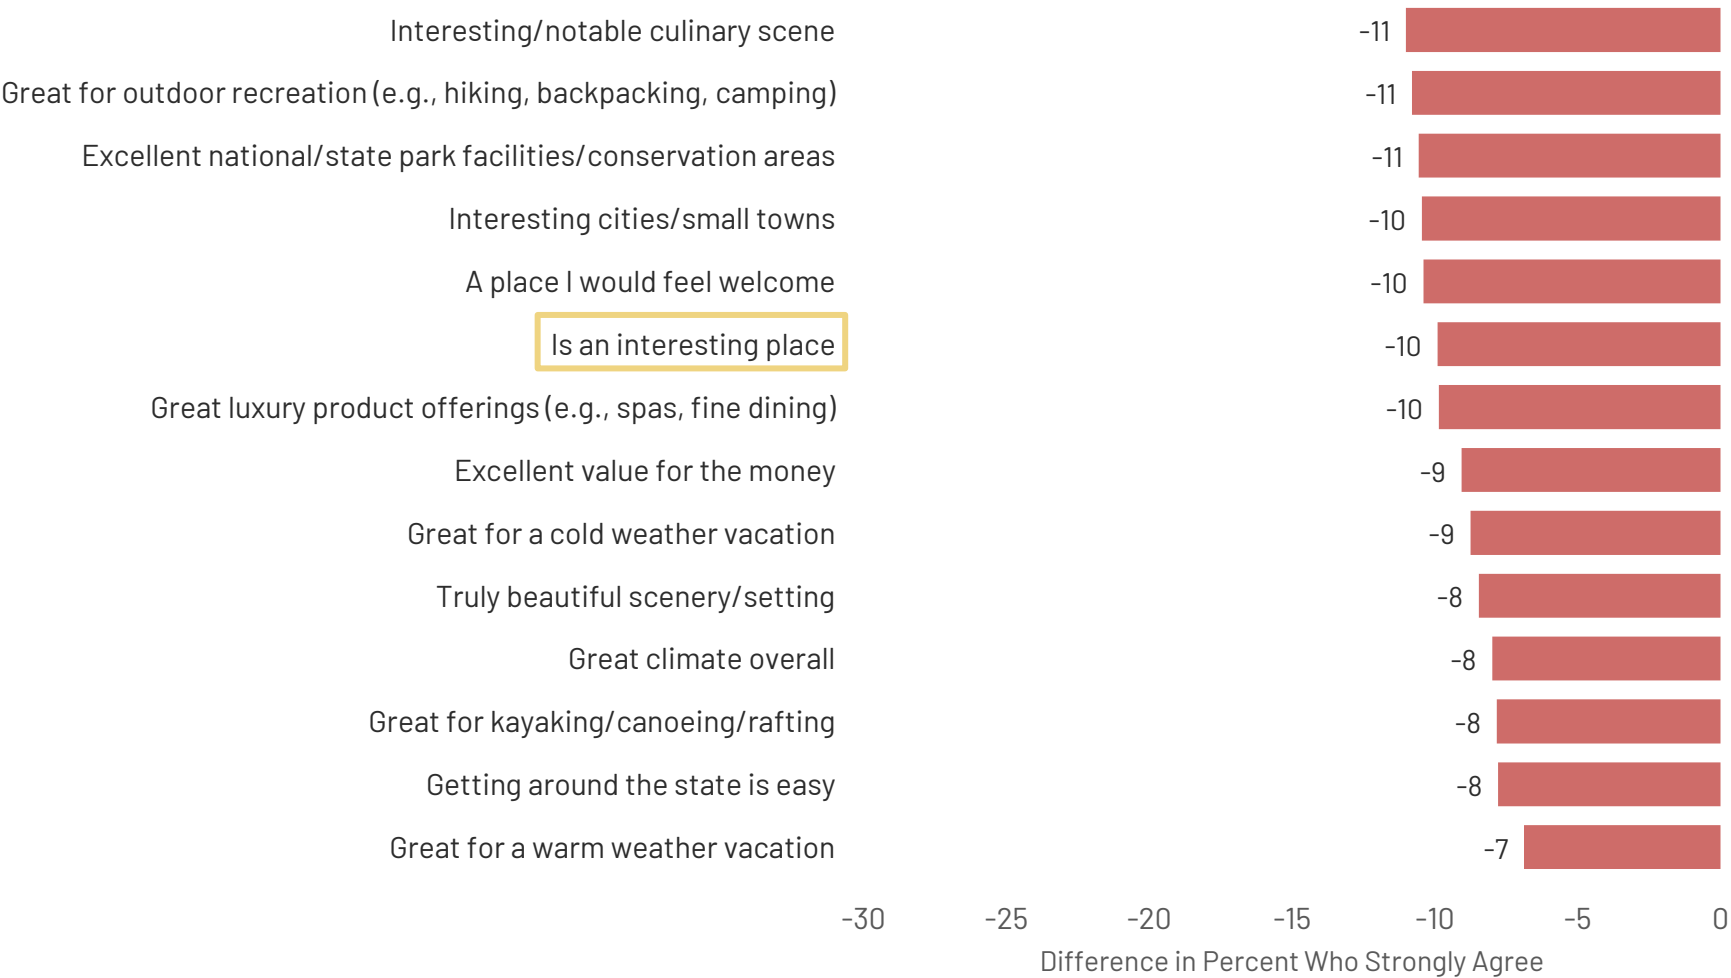 Interesting/notable culinary scene -11
Great for outdoor recreation (e.g., hiking, backpacking, camping) -11
Excellent national/state park facilities/conservation areas -11
Interesting cities/small towns -10
A place I would feel welcome -10
Is an interesting place -10
Great luxury product offerings (e.g., spas, fine dining) -10
Excellent value for the money -9
Great for a cold weather vacation -9
Truly beautiful scenery/setting -8
Great climate overall -8
Great for kayaking/canoeing/rafting -8
Getting around the state is easy -8
Great for a warm weather vacation -7
-30 -25 -20 -15 -10 -5 0
Difference in Percent Who Strongly Agree